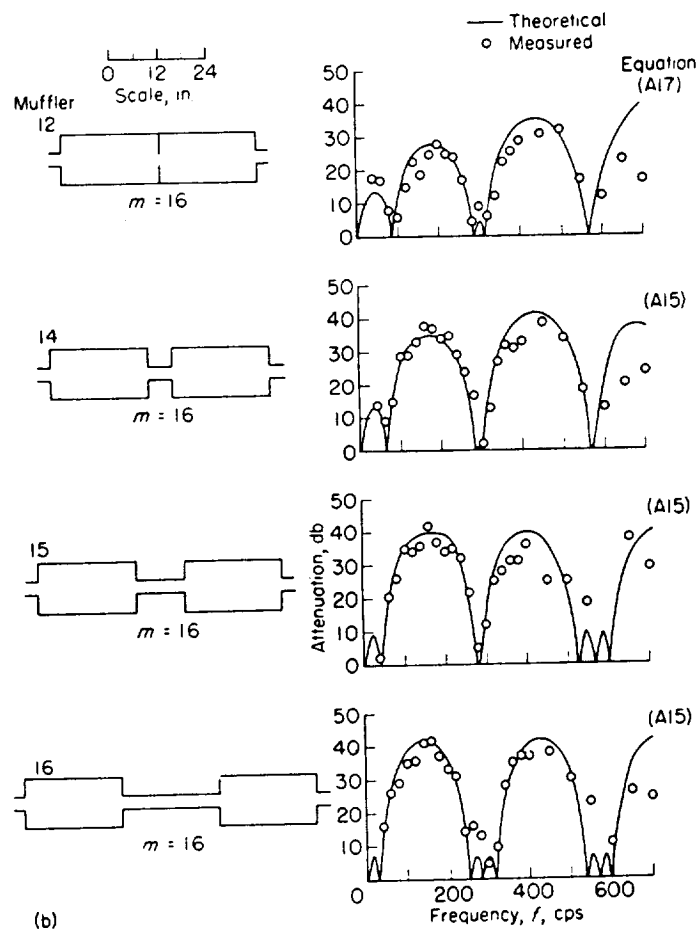 — Theoretical
○ Measured
0 12 24
Scale, in.
Muffler
12
m = 16
Equation
(A17)
50
40
30
20
10
0
14
m = 16
(A15)
50
40
30
20
10
0
15
m = 16
(A15)
Attenuation, db
50
40
30
20
10
0
16
m = 16
(A15)
50
40
30
20
10
0 200 400 600
Frequency, f, cps
(b)